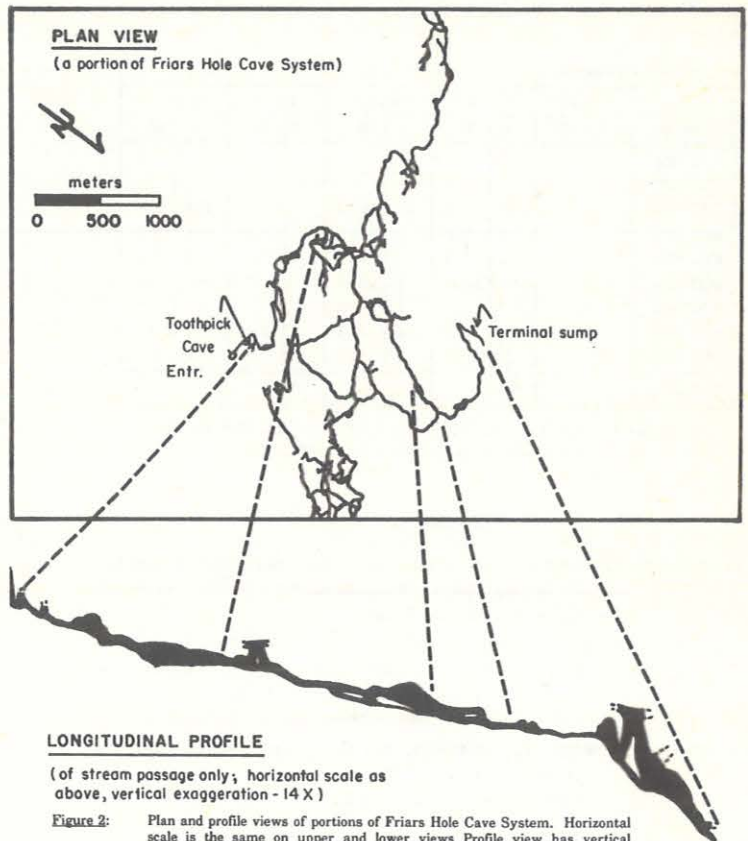 PLAN VIEW
(a portion of Friars Hole Cave System)
N
meters
0 500 1000
Toothpick
Cave
Entr.
Terminal sump
LONGITUDINAL PROFILE
(of stream passage only; horizontal scale as
above, vertical exaggeration - 14 X)
Figure 2: Plan and profile views of portions of Friars Hole Cave System. Horizontal
scale is the same on upper and lower views. Profile view has vertical